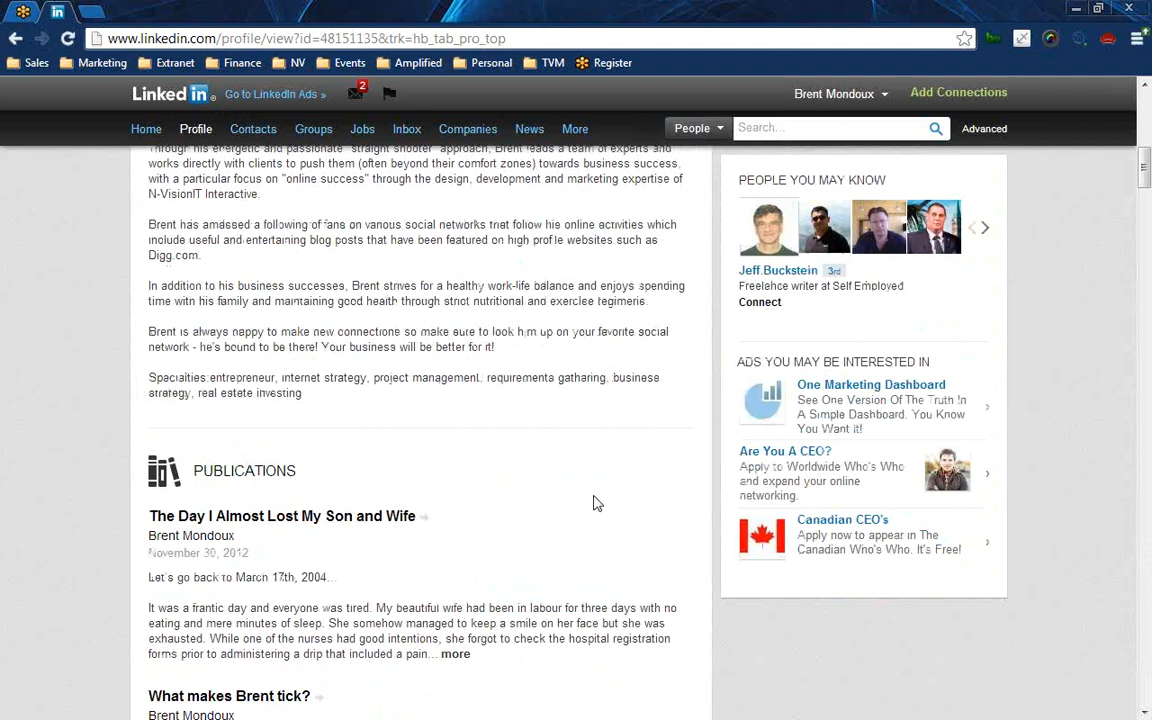 www.linkedin.com/profile/view?id=48151135&trk=hb_tab_pro_top
Sales Marketing Extranet Finance NV Events Amplified Personal TVM Register
Linked in Go to LinkedIn Ads » 2 Brent Mondoux Add Connections
Home Profile Contacts Groups Jobs Inbox Companies News More People Search... Advanced
Through his energetic and passionate "straight shooter" approach, Brent leads a team of experts and
works directly with clients to push them (often beyond their comfort zones) towards business success,
with a particular focus on "online success" through the design, development and marketing expertise of
N-VisionIT Interactive.
Brent has amassed a following of fans on various social networks that follow his online activities which
include useful and entertaining blog posts that have been featured on high profile websites such as
Digg.com.
In addition to his business successes, Brent strives for a healthy work-life balance and enjoys spending
time with his family and maintaining good health through strict nutritional and exercise regimens.
Brent is always happy to make new connections so make sure to look him up on your favorite social
network - he's bound to be there! Your business will be better for it!
Specialties:entrepreneur, internet strategy, project management, requirements gathering, business
strategy, real estate investing
PUBLICATIONS
The Day I Almost Lost My Son and Wife
Brent Mondoux
November 30, 2012
Let's go back to March 17th, 2004...
It was a frantic day and everyone was tired. My beautiful wife had been in labour for three days with no
eating and mere minutes of sleep. She somehow managed to keep a smile on her face but she was
exhausted. While one of the nurses had good intentions, she forgot to check the hospital registration
forms prior to administering a drip that included a pain... more
What makes Brent tick?
Brent Mondoux
PEOPLE YOU MAY KNOW
Jeff Buckstein 3rd
Freelance writer at Self Employed
Connect
ADS YOU MAY BE INTERESTED IN
One Marketing Dashboard
See One Version Of The Truth In
A Simple Dashboard. You Know
You Want it!
Are You A CEO?
Apply to Worldwide Who's Who
and expand your online
networking.
Canadian CEO's
Apply now to appear in The
Canadian Who's Who. It's Free!